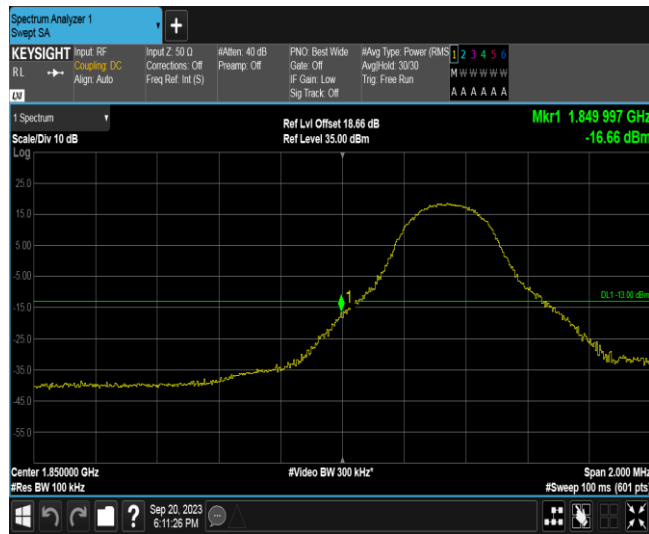 Spectrum Analyzer 1
Swept SA
KEYSIGHT
RL
LXI
Input: RF
Coupling: DC
Align: Auto
Input Z: 50 Ω
Corrections: Off
Freq Ref: Int (S)
#Atten: 40 dB
Preamp: Off
PNO: Best Wide
Gate: Off
IF Gain: Low
Sig Track: Off
#Avg Type: Power (RMS
Avg|Hold: 30/30
Trig: Free Run
1 2 3 4 5 6
M W W W W W
A A A A A A
1 Spectrum
Scale/Div 10 dB
Ref Lvl Offset 18.66 dB
Ref Level 35.00 dBm
Mkr1 1.849 997 GHz
-16.66 dBm
Log
25.0
15.0
5.00
-5.00
-15.0
-25.0
-35.0
-45.0
-55.0
1
DL1 -13.00 dBm
Center 1.850000 GHz
#Res BW 100 kHz
#Video BW 300 kHz*
Span 2.000 MHz
#Sweep 100 ms (601 pts
?
Sep 20, 2023
6:11:26 PM